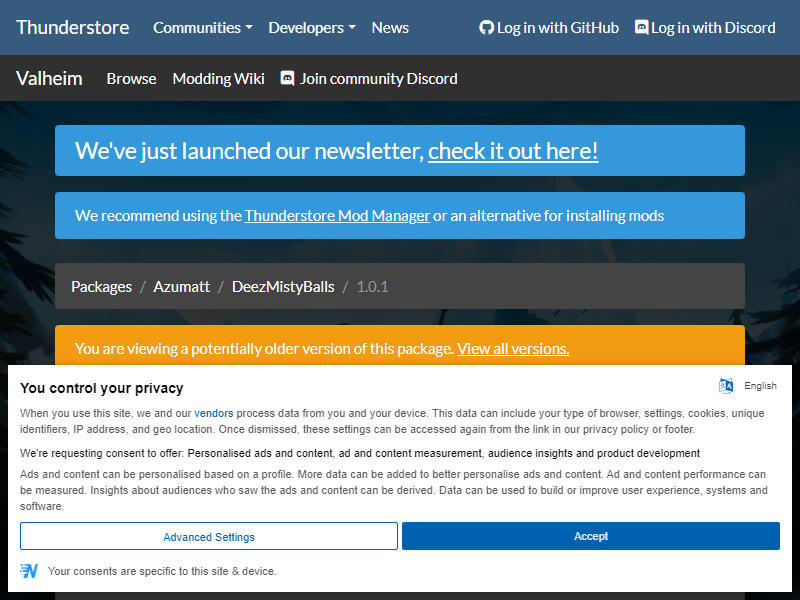 Thunderstore Communities Developers News Log in with GitHub Log in with Discord
Valheim Browse Modding Wiki Join community Discord
We've just launched our newsletter, check it out here!
We recommend using the Thunderstore Mod Manager or an alternative for installing mods
Packages / Azumatt / DeezMistyBalls / 1.0.1
You are viewing a potentially older version of this package. View all versions.
You control your privacy
English
When you use this site, we and our vendors process data from you and your device. This data can include your type of browser, settings, cookies, unique
identifiers, IP address, and geo location. Once dismissed, these settings can be accessed again from the link in our privacy policy or footer.
We're requesting consent to offer: Personalised ads and content, ad and content measurement, audience insights and product development
Ads and content can be personalised based on a profile. More data can be added to better personalise ads and content. Ad and content performance can
be measured. Insights about audiences who saw the ads and content can be derived. Data can be used to build or improve user experience, systems and
software.
Advanced Settings Accept
Your consents are specific to this site & device.